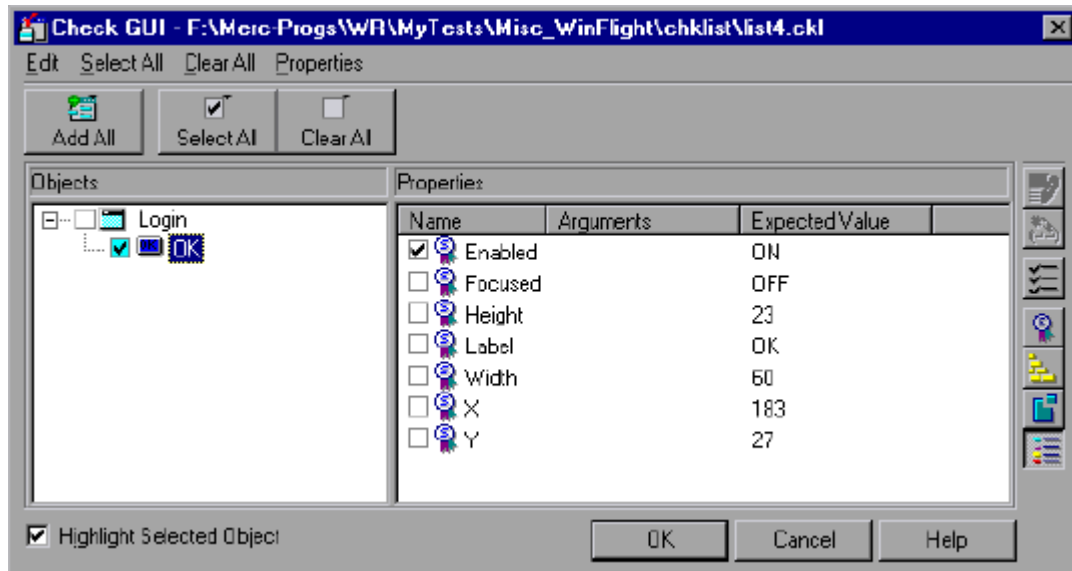 Check GUI - F:\Merc-Progs\WR\MyTests\Misc_WinFlight\chklist\list4.ckl
Edit Select All Clear All Properties
Add All Select All Clear All
Objects Properties
Login
OK
Name Arguments Expected Value
Enabled ON
Focused OFF
Height 23
Label OK
Width 60
X 183
Y 27
Highlight Selected Object
OK Cancel Help